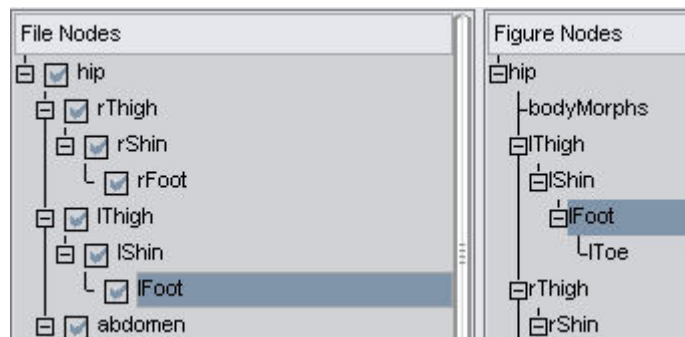 File Nodes
hip
rThigh
rShin
rFoot
lThigh
lShin
lFoot
abdomen
Figure Nodes
hip
bodyMorphs
lThigh
lShin
lFoot
lToe
rThigh
rShin